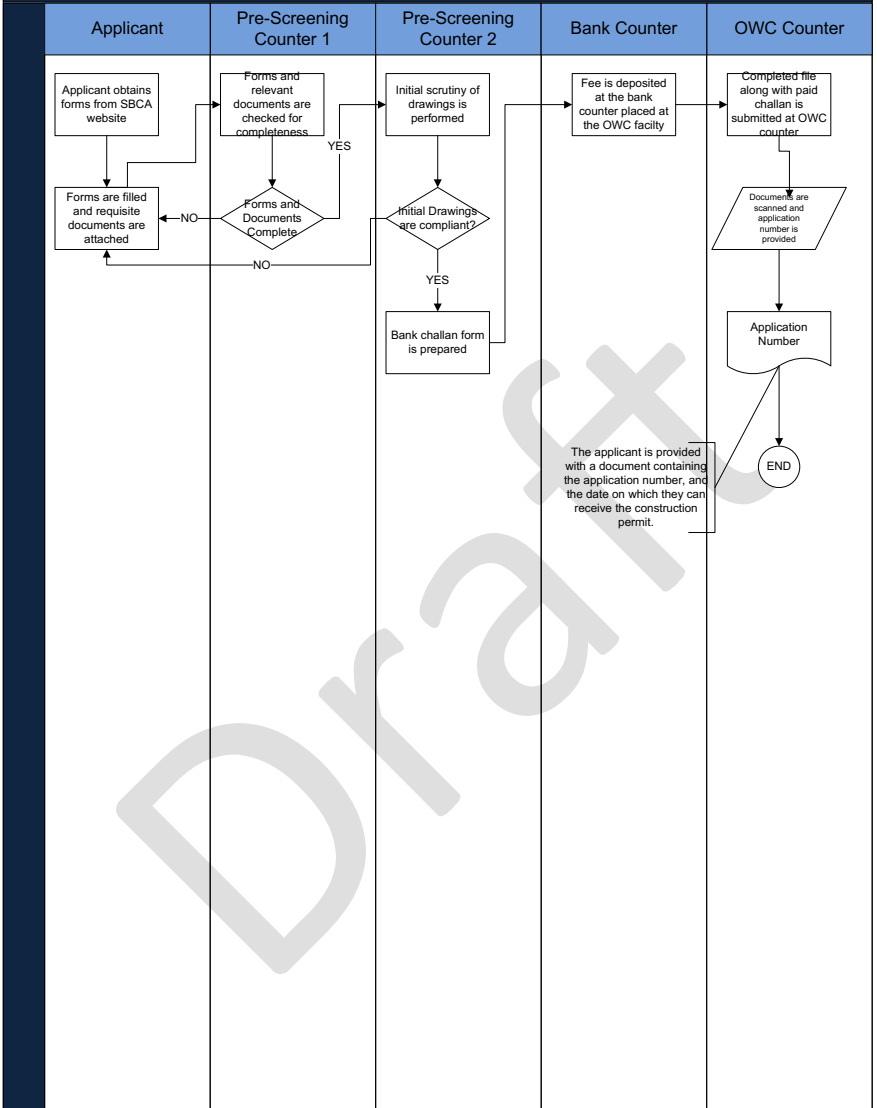 Applicant
Pre-Screening
Counter 1
Pre-Screening
Counter 2
Bank Counter
OWC Counter
Applicant obtains
forms from SBCA
website
Forms are filled
and requisite
documents are
attached
Forms and
relevant
documents are
checked for
completeness
Forms and
Documents
Complete
NO
YES
Initial scrutiny of
drawings is
performed
Initial Drawings
are compliant?
NO
YES
Bank challan form
is prepared
Fee is deposited
at the bank
counter placed at
the OWC facilty
Completed file
along with paid
challan is
submitted at OWC
counter
Documents are
scanned and
application
number is
provided
Application
Number
END
The applicant is provided
with a document containing
the application number, and
the date on which they can
receive the construction
permit.
Draft